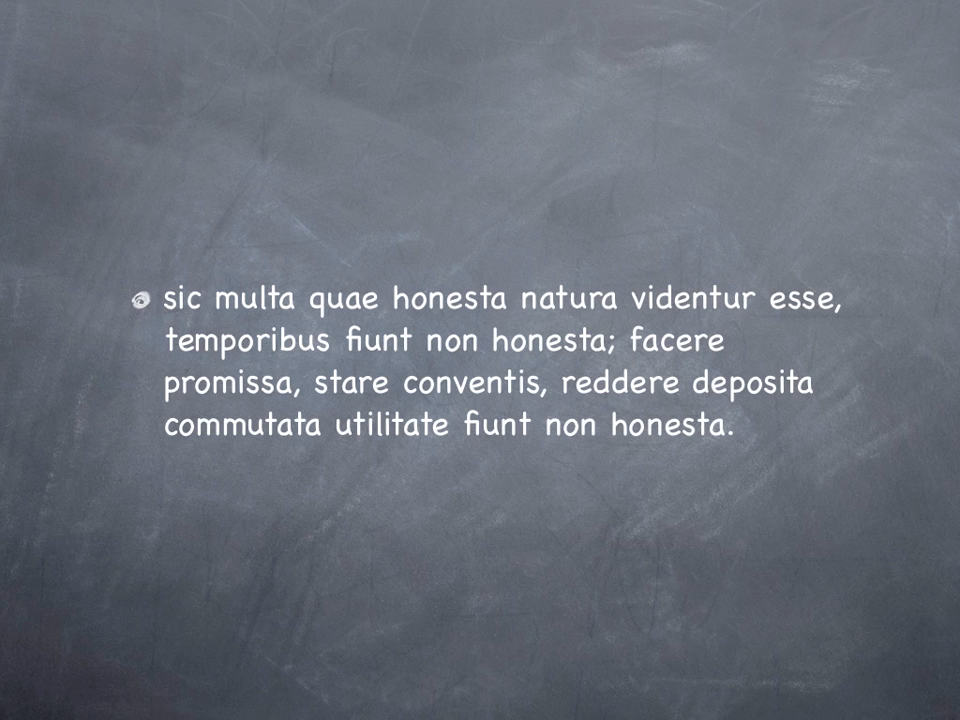 sic multa quae honesta natura videntur esse,
temporibus fiunt non honesta; facere
promissa, stare conventis, reddere deposita
commutata utilitate fiunt non honesta.